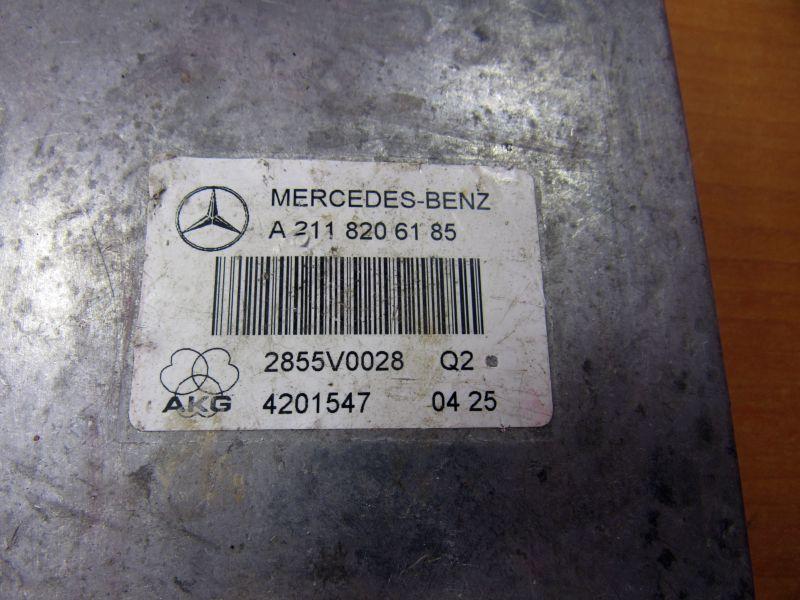 MERCEDES-BENZ
A 211 820 61 85
2855V0028 Q2
AKG 4201547 04 25